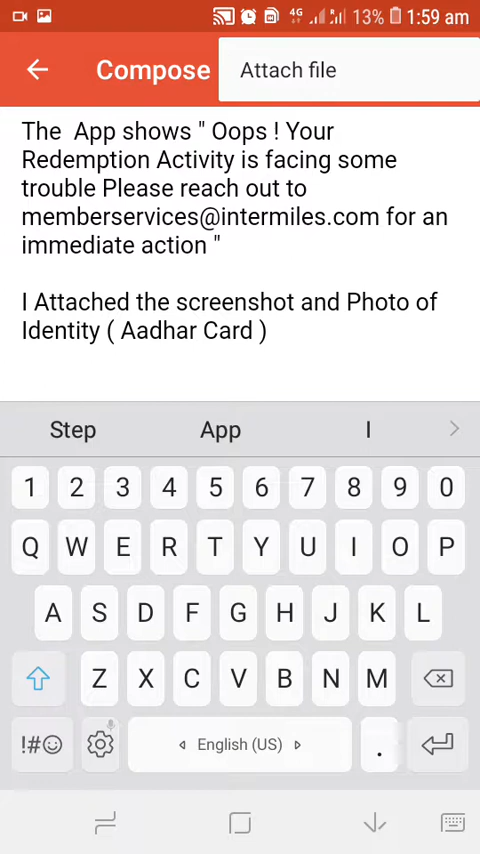 4G 13% 1:59 am
Compose Attach file
The  App shows " Oops ! Your
Redemption Activity is facing some
trouble Please reach out to
memberservices@intermiles.com for an
immediate action "
I Attached the screenshot and Photo of
Identity ( Aadhar Card )
Step App I
1 2 3 4 5 6 7 8 9 0
Q W E R T Y U I O P
A S D F G H J K L
Z X C V B N M
!#☺ English (US) .